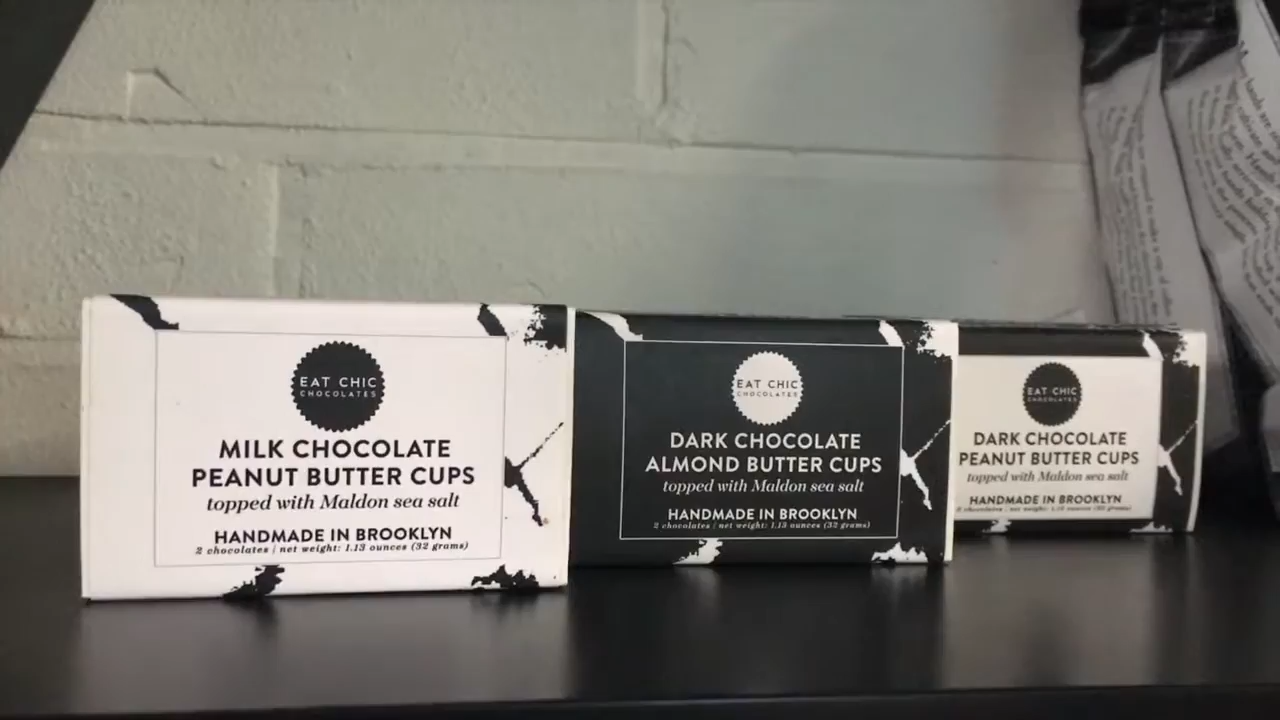 EAT CHIC
CHOCOLATES
MILK CHOCOLATE
PEANUT BUTTER CUPS
topped with Maldon sea salt
HANDMADE IN BROOKLYN
2 chocolates | net weight: 1.13 ounces (32 grams)
EAT CHIC
CHOCOLATES
DARK CHOCOLATE
ALMOND BUTTER CUPS
topped with Maldon sea salt
HANDMADE IN BROOKLYN
2 chocolates | net weight: 1.13 ounces (32 grams)
EAT CHIC
CHOCOLATES
DARK CHOCOLATE
PEANUT BUTTER CUPS
topped with Maldon sea salt
HANDMADE IN BROOKLYN
chocolates | net weight: